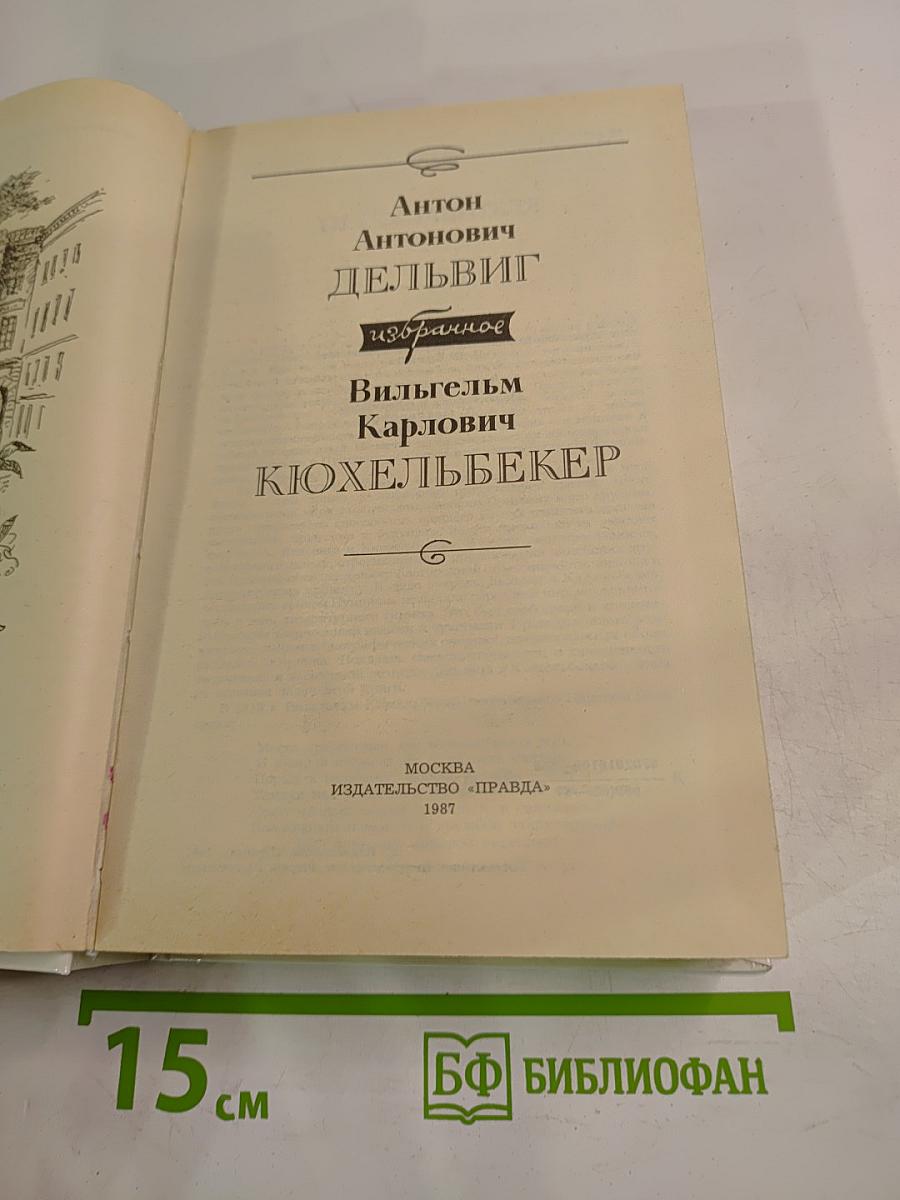 Антон
Антонович
ДЕЛЬВИГ
избранное
Вильгельм
Карлович
КЮХЕЛЬБЕКЕР
МОСКВА
ИЗДАТЕЛЬСТВО «ПРАВДА»
1987
15 см
БФ БИБЛИОФАН